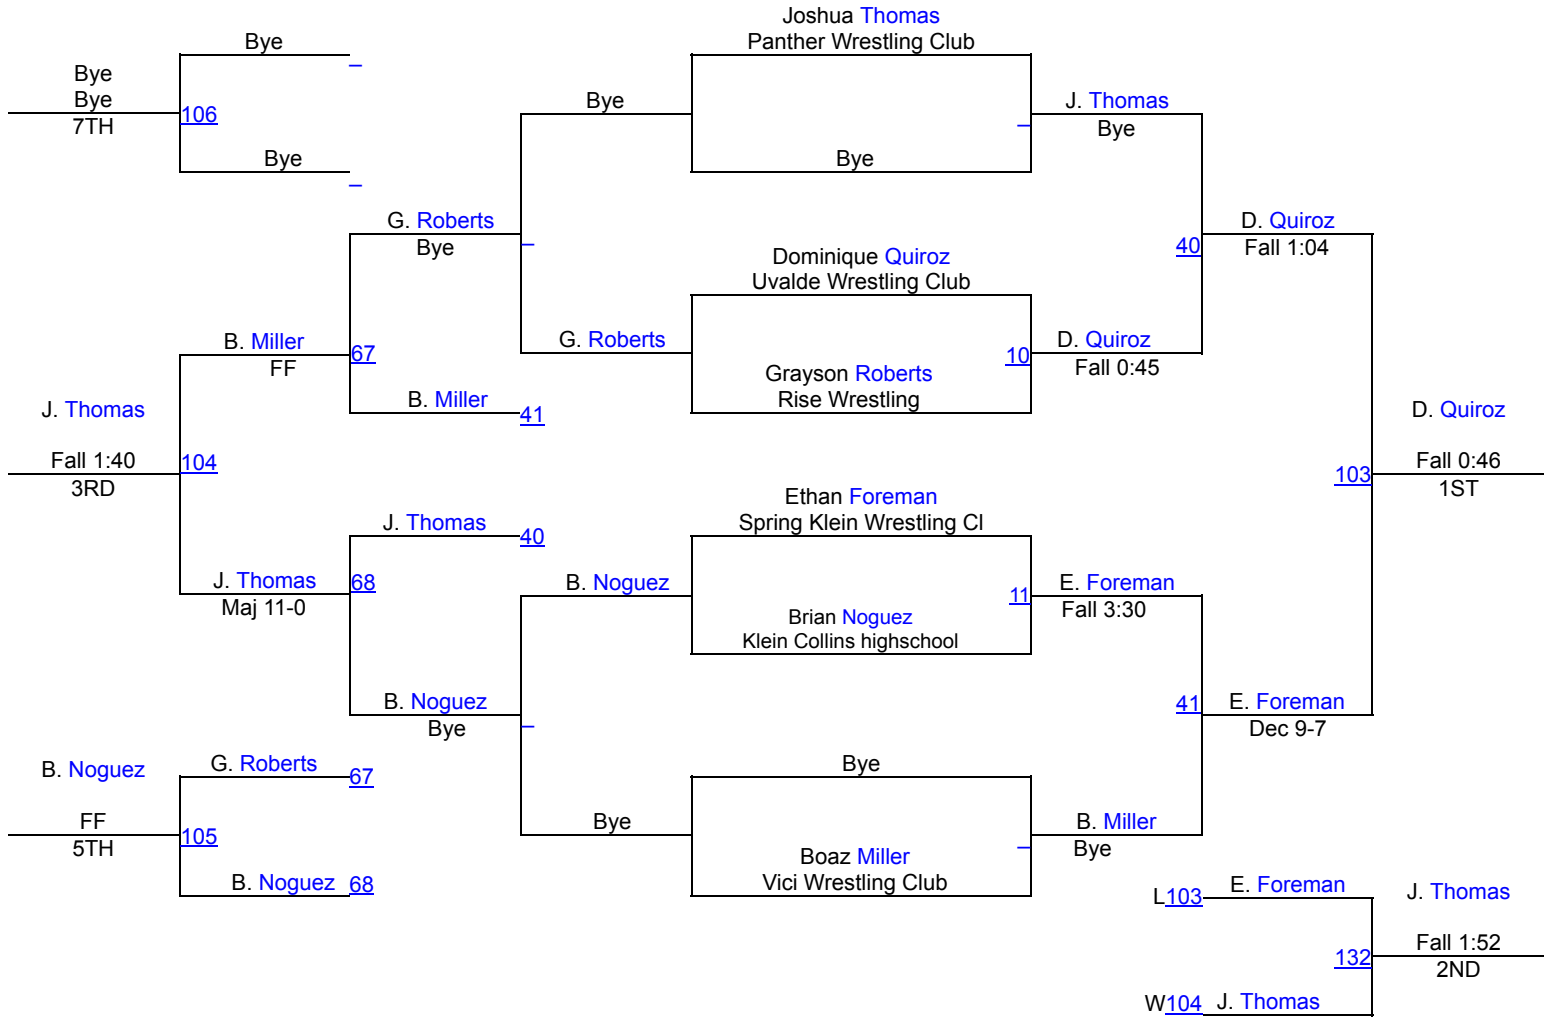 Joshua Thomas
Panther Wrestling Club
Bye
Bye
Bye
7TH
106
Bye
Bye
J. Thomas
Bye
Bye
G. Roberts
Bye
Dominique Quiroz
Uvalde Wrestling Club
40
D. Quiroz
Fall 1:04
B. Miller
FF
67
G. Roberts
Grayson Roberts
Rise Wrestling
10
D. Quiroz
Fall 0:45
B. Miller
41
J. Thomas
Fall 1:40
3RD
104
D. Quiroz
Fall 0:46
1ST
103
Ethan Foreman
Spring Klein Wrestling Cl
J. Thomas
40
J. Thomas
Maj 11-0
68
B. Noguez
Brian Noguez
Klein Collins highschool
11
E. Foreman
Fall 3:30
B. Noguez
Bye
41
E. Foreman
Dec 9-7
B. Noguez
FF
5TH
105
G. Roberts
67
B. Noguez
68
Bye
Bye
Boaz Miller
Vici Wrestling Club
B. Miller
Bye
L103
E. Foreman
J. Thomas
Fall 1:52
2ND
132
W104
J. Thomas